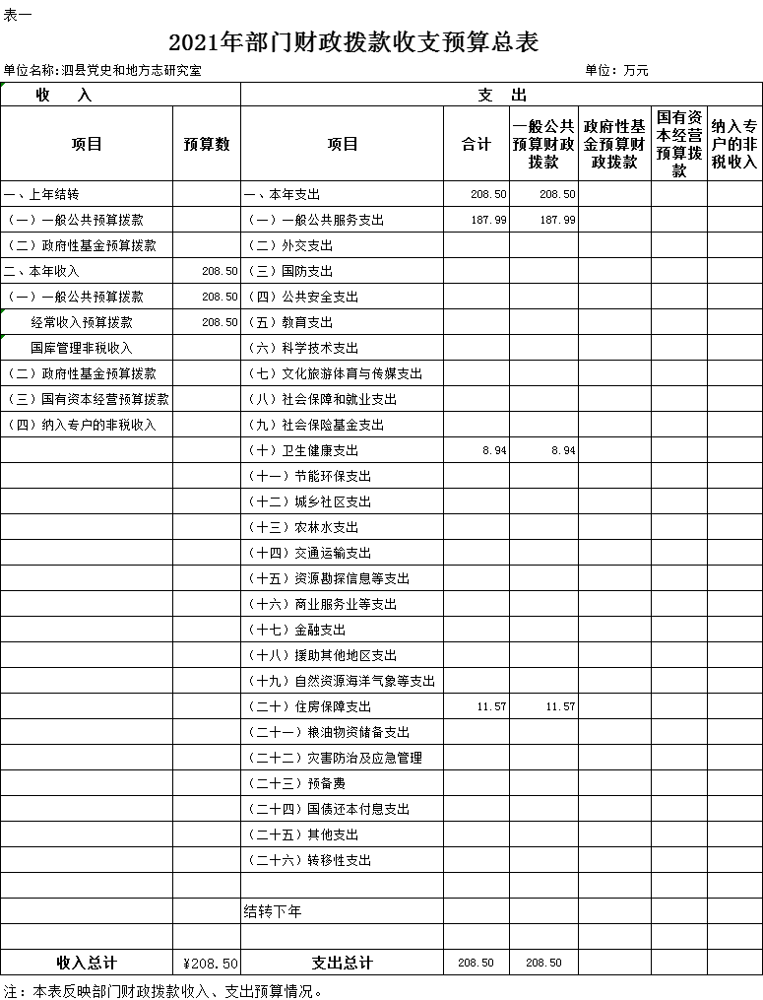 表一
2021年部门财政拨款收支预算总表
单位名称:泗县党史和地方志研究室 单位：万元
收 入 支 出
项目 预算数 项目 合计 一般公共预算财政拨款 政府性基金预算财政拨款 国有资本经营预算拨款 纳入专户的非税收入
一、上年结转 一、本年支出 208.50 208.50
（一）一般公共预算拨款 （一）一般公共服务支出 187.99 187.99
（二）政府性基金预算拨款 （二）外交支出
二、本年收入 208.50 （三）国防支出
（一）一般公共预算拨款 208.50 （四）公共安全支出
经常收入预算拨款 208.50 （五）教育支出
国库管理非税收入 （六）科学技术支出
（二）政府性基金预算拨款 （七）文化旅游体育与传媒支出
（三）国有资本经营预算拨款 （八）社会保障和就业支出
（四）纳入专户的非税收入 （九）社会保险基金支出
（十）卫生健康支出 8.94 8.94
（十一）节能环保支出
（十二）城乡社区支出
（十三）农林水支出
（十四）交通运输支出
（十五）资源勘探信息等支出
（十六）商业服务业等支出
（十七）金融支出
（十八）援助其他地区支出
（十九）自然资源海洋气象等支出
（二十）住房保障支出 11.57 11.57
（二十一）粮油物资储备支出
（二十二）灾害防治及应急管理
（二十三）预备费
（二十四）国债还本付息支出
（二十五）其他支出
（二十六）转移性支出
结转下年
收入总计 ¥208.50 支出总计 208.50 208.50
注：本表反映部门财政拨款收入、支出预算情况。